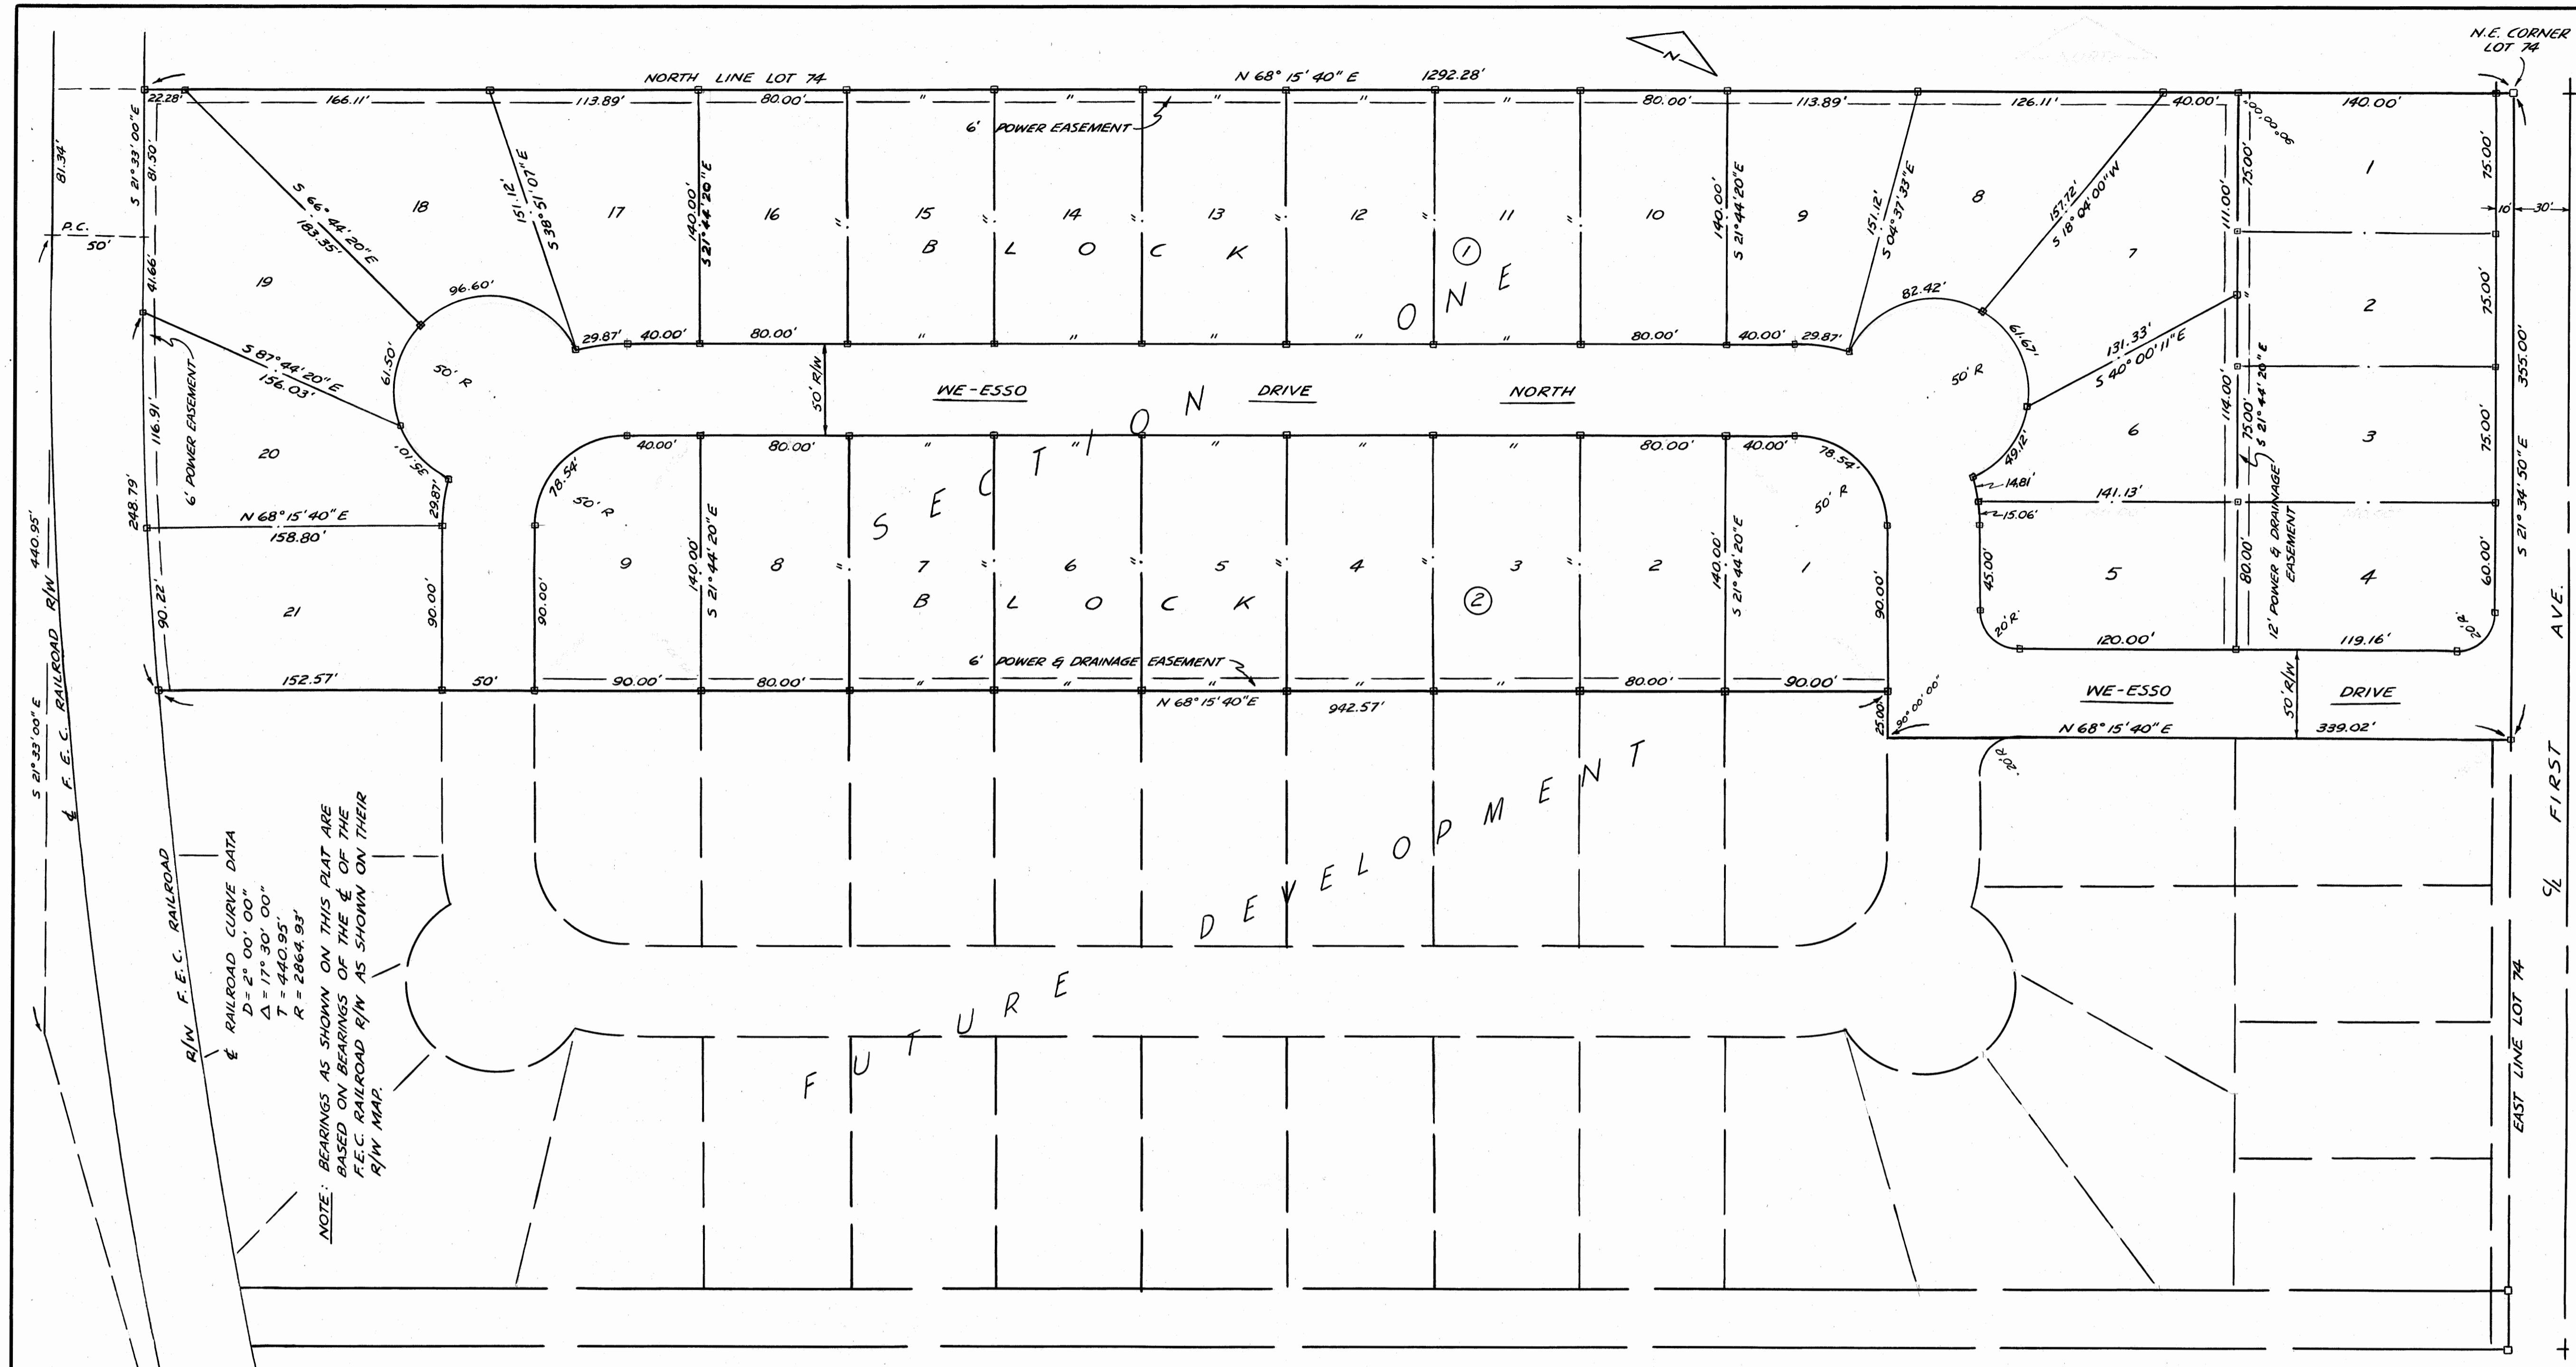 N.E. CORNER
LOT 74
NORTH LINE LOT 74
N 68° 15' 40" E
1292.28'
N
22.28'
166.11'
113.89'
80.00'
"
"
"
"
"
80.00'
113.89'
126.11'
40.00'
140.00'
6' POWER EASEMENT
90° 00' 00"
81.34'
S 21° 33' 00" E
81.50'
P.C.
50'
41.66'
116.91'
248.79'
90.22'
6' POWER EASEMENT
S 66° 44' 20" E
183.35'
18
151.12'
S 38° 51' 07" E
17
140.00'
S 21° 44' 20" E
16
15
14
13
12
11
10
140.00'
S 21° 44' 20" E
9
151.12'
S 04° 37' 33" E
8
157.72'
S 18° 04' 00" W
7
111.00'
75.00'
1
75.00'
10'
30'
B L O C K
1
O N E
19
96.60'
61.50'
50' R
S 87° 44' 20" E
156.03'
35.10'
29.87'
40.00'
80.00'
"
"
"
"
"
80.00'
40.00'
29.87'
82.42'
61.67'
50' R
49.12'
131.33'
S 40° 00' 11" E
114.00'
75.00'
S 21° 44' 20" E
2
75.00'
355.00'
3
75.00'
S 21° 34' 50" E
50' R/W
WE-ESSO DRIVE NORTH
S E C T I O N
20
29.87'
N 68° 15' 40" E
158.80'
40.00'
80.00'
"
"
"
"
"
80.00'
40.00'
78.54'
50' R
78.54'
50' R
6
14.81'
141.13'
15.06'
45.00'
5
80.00'
12' POWER & DRAINAGE
EASEMENT
4
60.00'
20' R.
120.00'
119.16'
20' R.
21
90.00'
90.00'
9
140.00'
S 21° 44' 20" E
8
7
6
5
4
3
2
140.00'
S 21° 44' 20" E
1
90.00'
B L O C K
2
6' POWER & DRAINAGE EASEMENT
152.57'
50'
90.00'
80.00'
"
"
"
"
"
80.00'
90.00'
N 68° 15' 40" E
942.57'
25.00'
90° 00' 00"
WE-ESSO DRIVE
50' R/W
N 68° 15' 40" E
339.02'
20' R.
440.95'
S 21° 33' 00" E
℄ F. E. C. RAILROAD R/W
R/W F. E. C. RAILROAD
℄ RAILROAD CURVE DATA
D = 2° 00' 00"
Δ = 17° 30' 00"
T = 440.95'
R = 2864.93'
NOTE: BEARINGS AS SHOWN ON THIS PLAT ARE
BASED ON BEARINGS OF THE ℄ OF THE
F.E.C. RAILROAD R/W AS SHOWN ON THEIR
R/W MAP.
F U T U R E
D E V E L O P M E N T
EAST LINE LOT 74
C/L FIRST AVE.